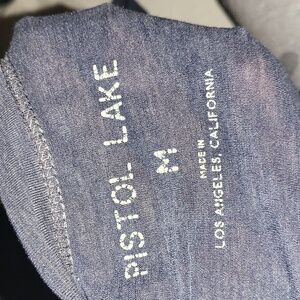 PISTOL LAKE
M
MADE IN
LOS ANGELES, CALIFORNIA